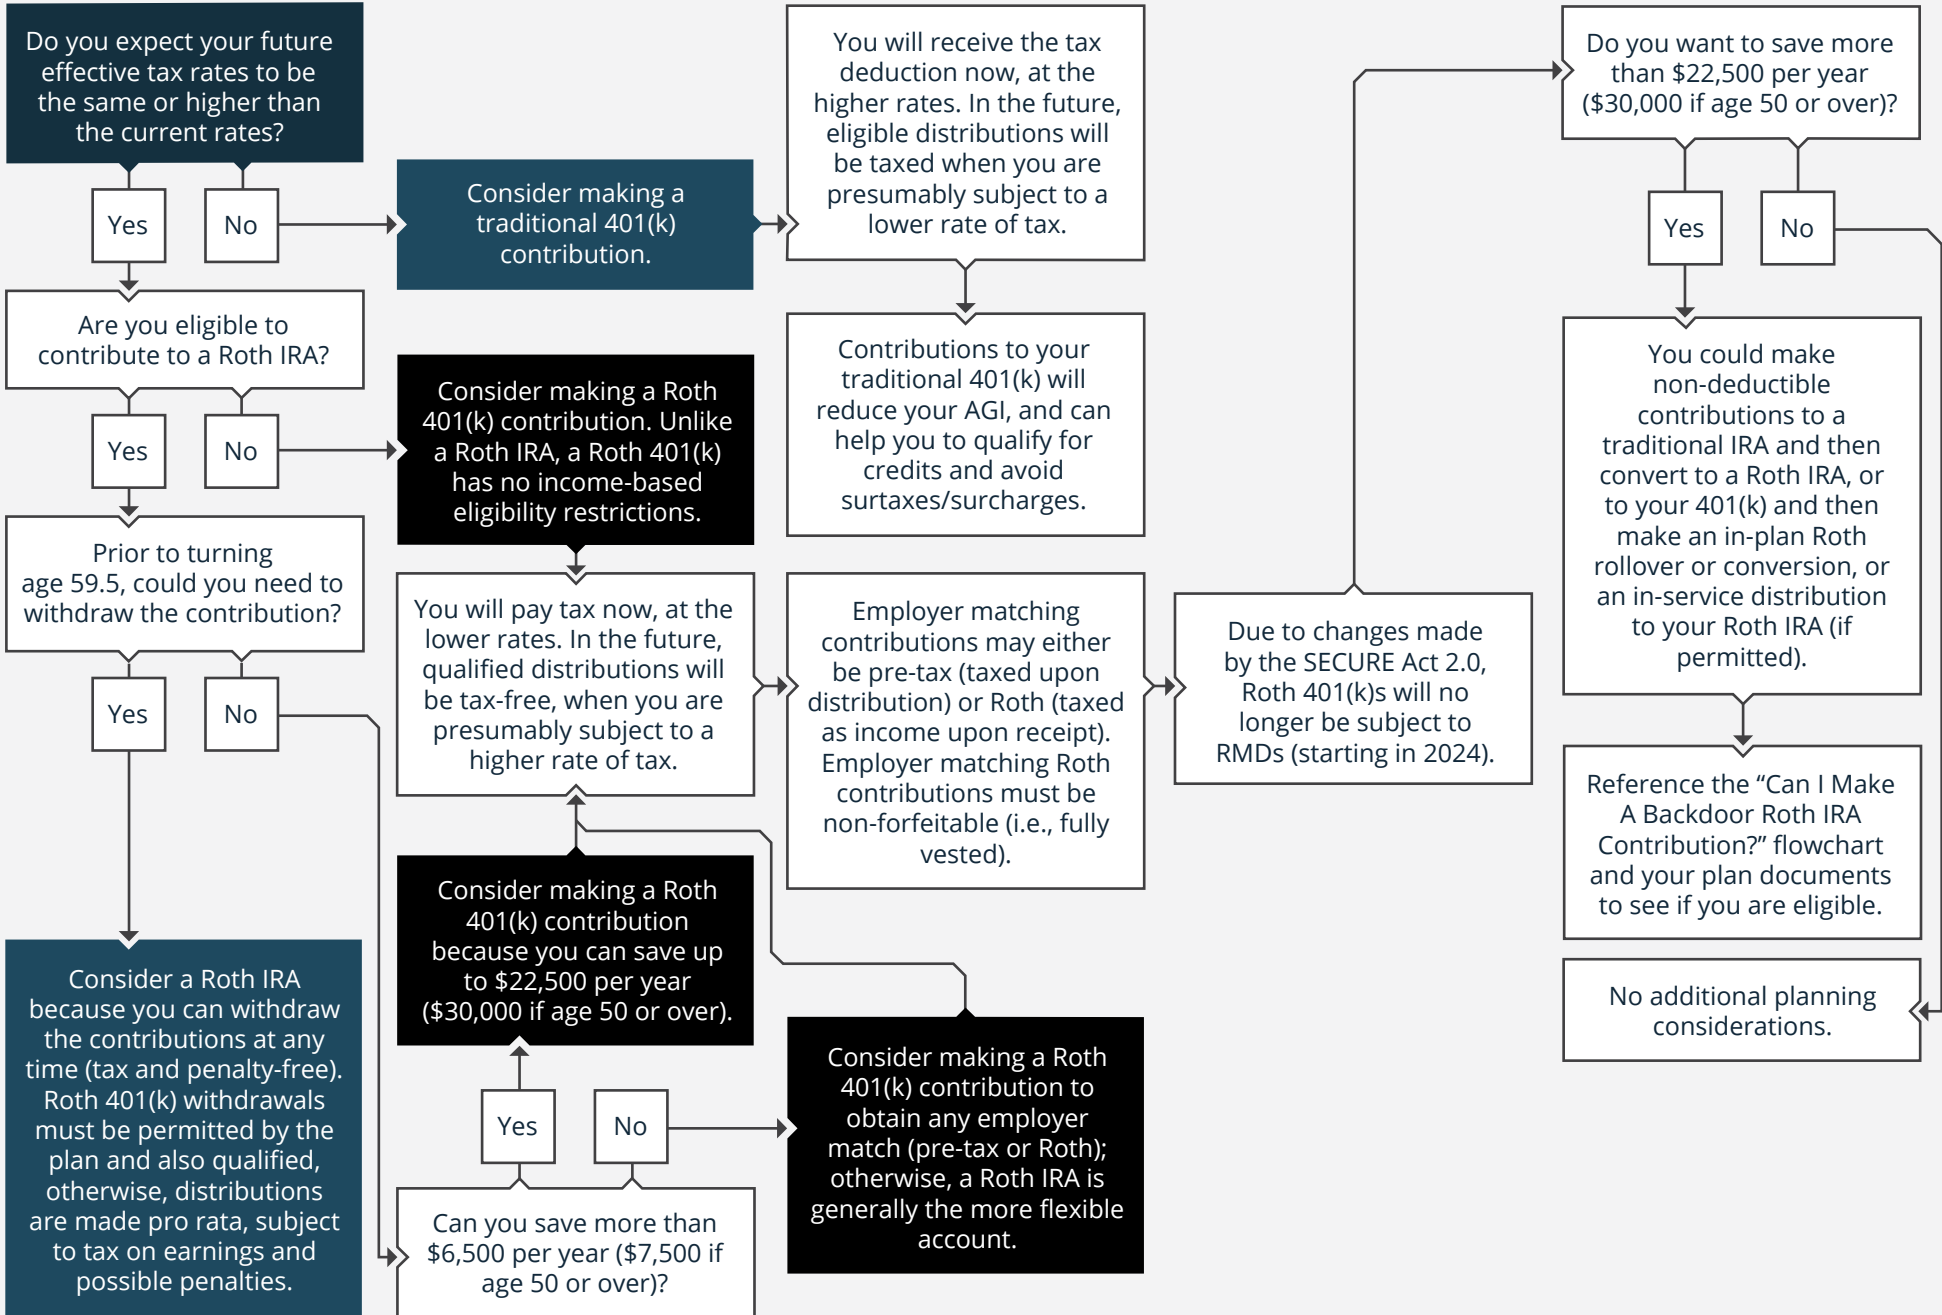 Do you expect your future
effective tax rates to be
the same or higher than
the current rates?
Yes
No
Consider making a
traditional 401(k)
contribution.
You will receive the tax
deduction now, at the
higher rates. In the future,
eligible distributions will
be taxed when you are
presumably subject to a
lower rate of tax.
Contributions to your
traditional 401(k) will
reduce your AGI, and can
help you to qualify for
credits and avoid
surtaxes/surcharges.
Are you eligible to
contribute to a Roth IRA?
Yes
No
Consider making a Roth
401(k) contribution. Unlike
a Roth IRA, a Roth 401(k)
has no income-based
eligibility restrictions.
Prior to turning
age 59.5, could you need to
withdraw the contribution?
Yes
No
Consider a Roth IRA
because you can withdraw
the contributions at any
time (tax and penalty-free).
Roth 401(k) withdrawals
must be permitted by the
plan and also qualified,
otherwise, distributions
are made pro rata, subject
to tax on earnings and
possible penalties.
Can you save more than
$6,500 per year ($7,500 if
age 50 or over)?
Yes
No
Consider making a Roth
401(k) contribution
because you can save up
to $22,500 per year
($30,000 if age 50 or over).
Consider making a Roth
401(k) contribution to
obtain any employer
match (pre-tax or Roth);
otherwise, a Roth IRA is
generally the more flexible
account.
You will pay tax now, at the
lower rates. In the future,
qualified distributions will
be tax-free, when you are
presumably subject to a
higher rate of tax.
Employer matching
contributions may either
be pre-tax (taxed upon
distribution) or Roth (taxed
as income upon receipt).
Employer matching Roth
contributions must be
non-forfeitable (i.e., fully
vested).
Due to changes made
by the SECURE Act 2.0,
Roth 401(k)s will no
longer be subject to
RMDs (starting in 2024).
Do you want to save more
than $22,500 per year
($30,000 if age 50 or over)?
Yes
No
You could make
non-deductible
contributions to a
traditional IRA and then
convert to a Roth IRA, or
to your 401(k) and then
make an in-plan Roth
rollover or conversion, or
an in-service distribution
to your Roth IRA (if
permitted).
Reference the “Can I Make
A Backdoor Roth IRA
Contribution?” flowchart
and your plan documents
to see if you are eligible.
No additional planning
considerations.